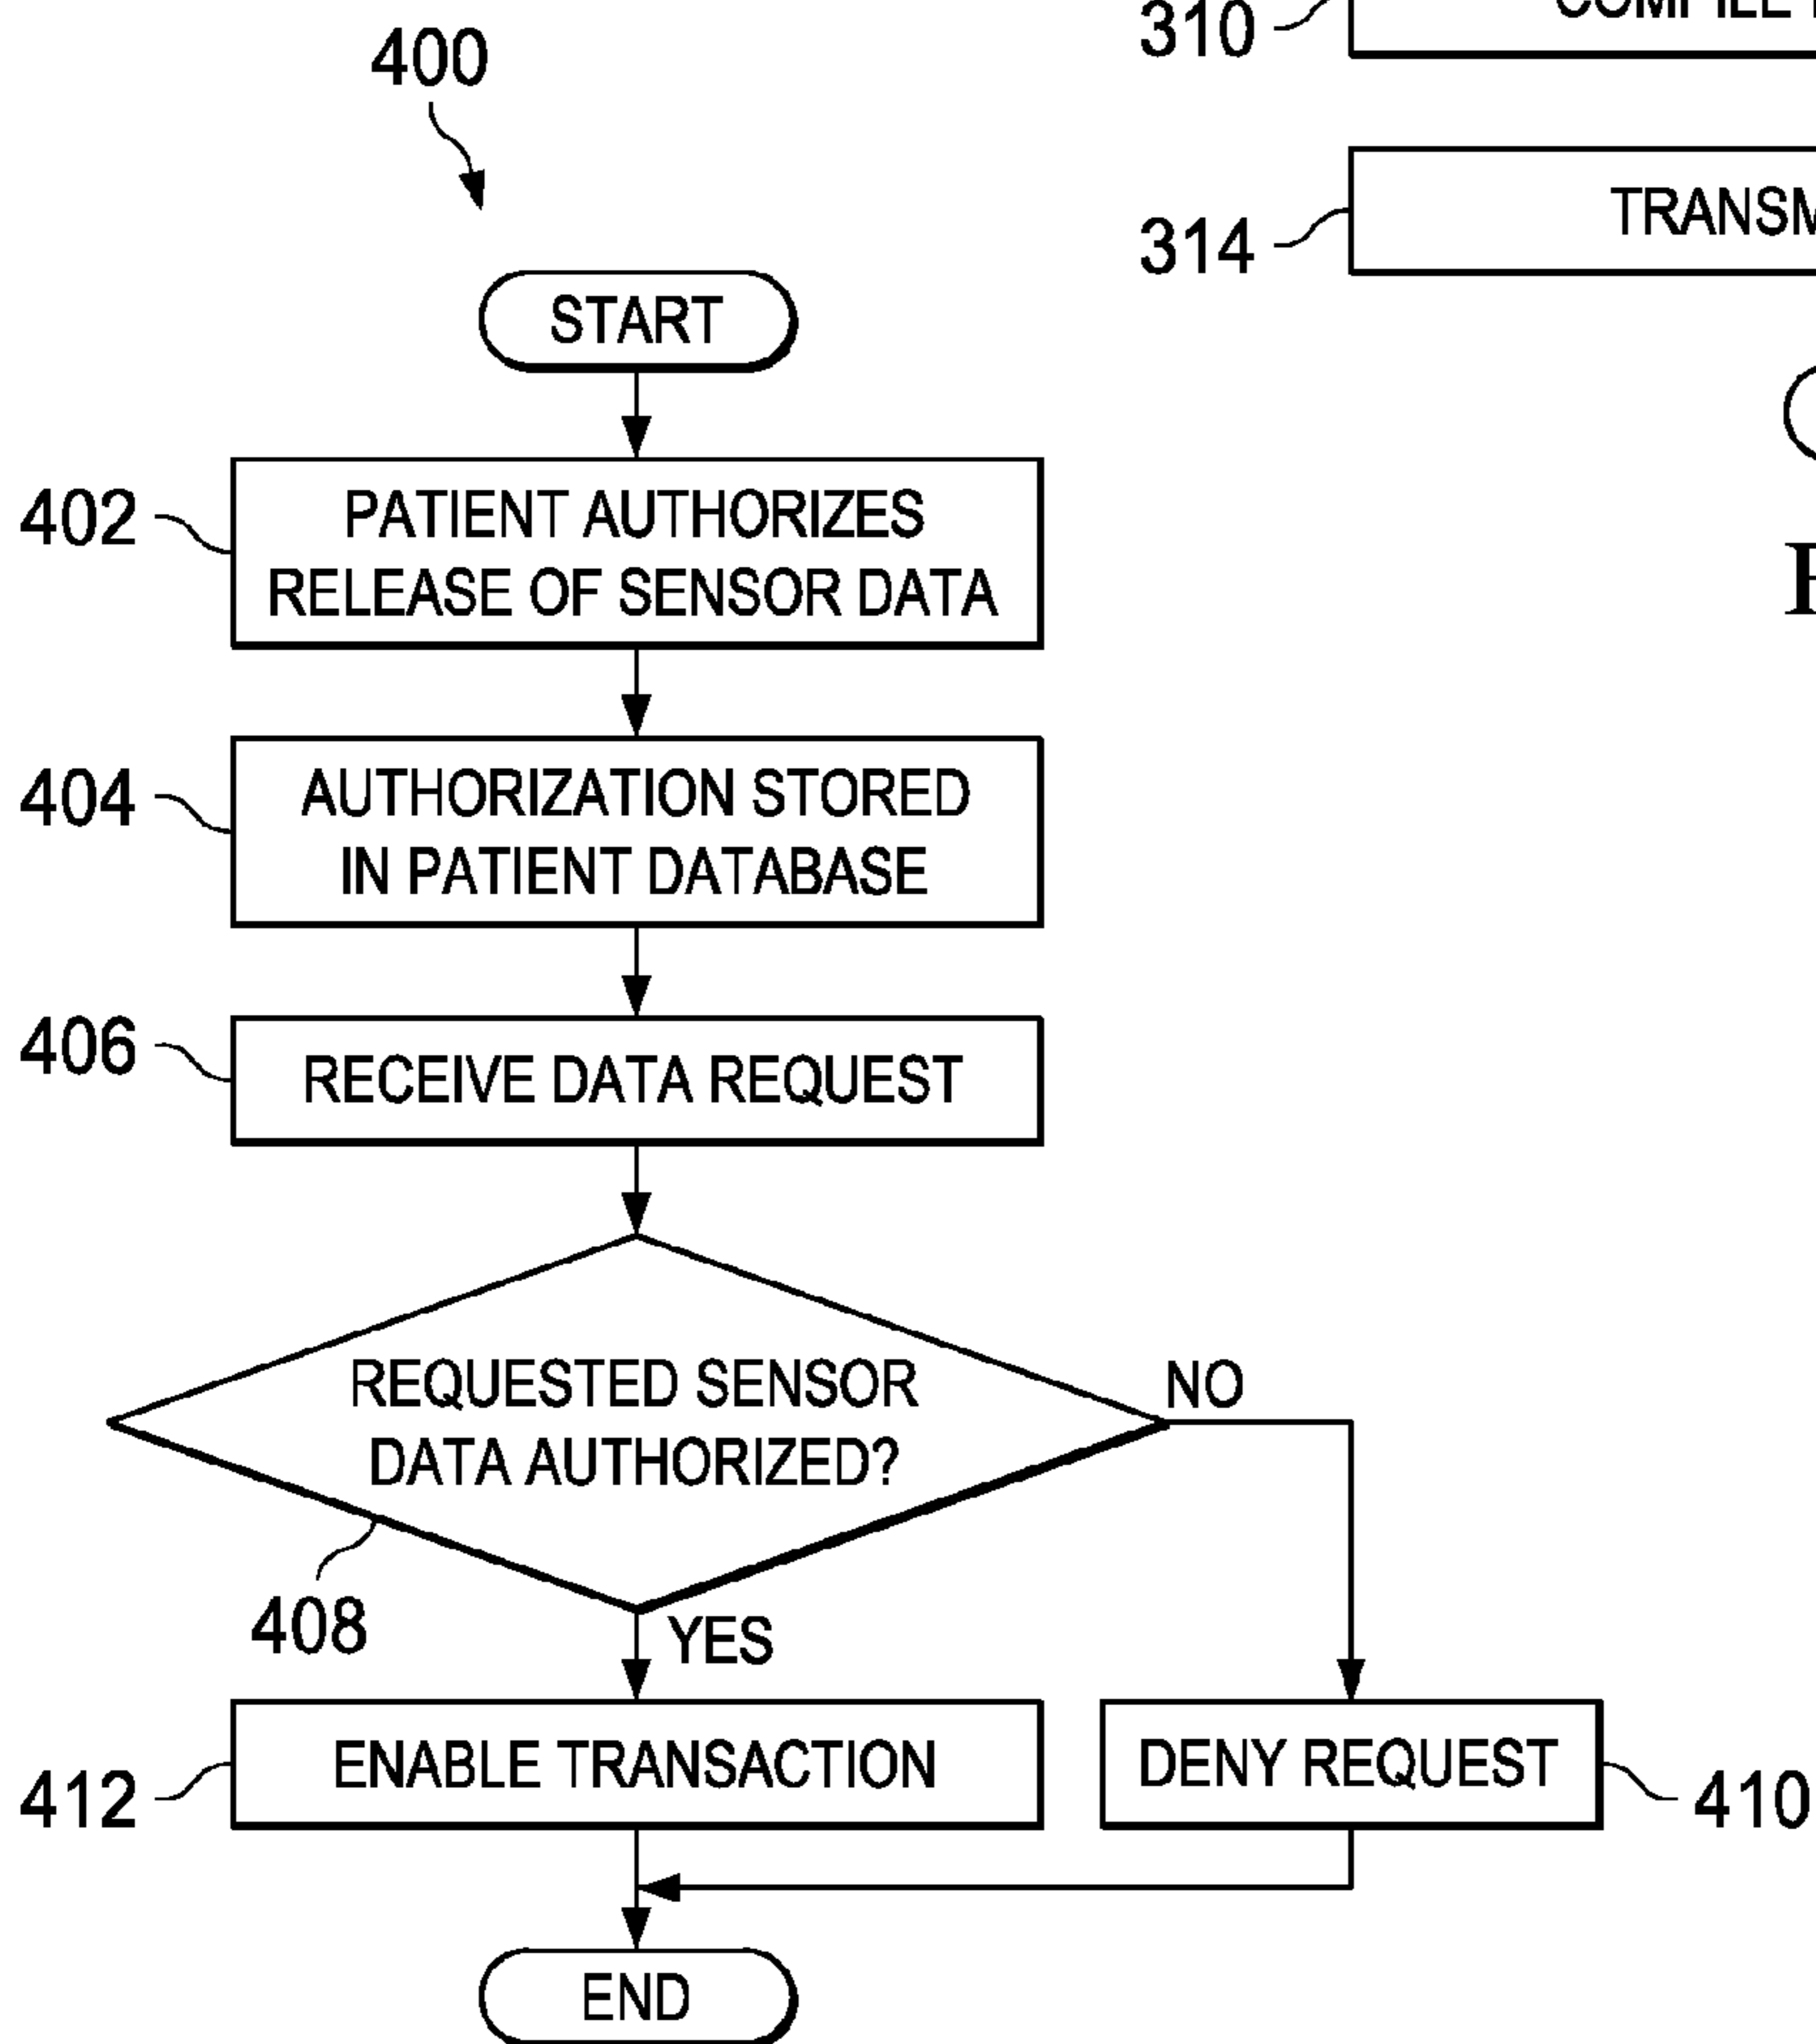 400
START
402
PATIENT AUTHORIZES
RELEASE OF SENSOR DATA
404
AUTHORIZATION STORED
IN PATIENT DATABASE
406
RECEIVE DATA REQUEST
REQUESTED SENSOR
DATA AUTHORIZED?
NO
408
YES
412
ENABLE TRANSACTION
DENY REQUEST
410
END
310
314